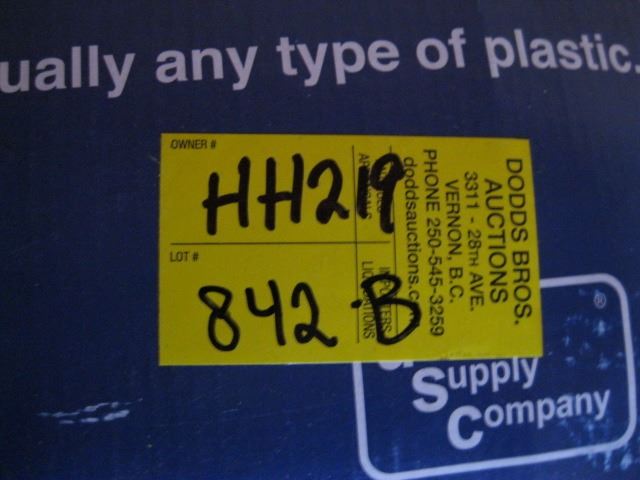 ually any type of plastic.
OWNER #
HH219
LOT #
842.B
DODDS BROS.
AUCTIONS
3311 - 28TH AVE.
VERNON, B.C.
PHONE 250-545-3259
doddsauctions.c
Supply
Company
®